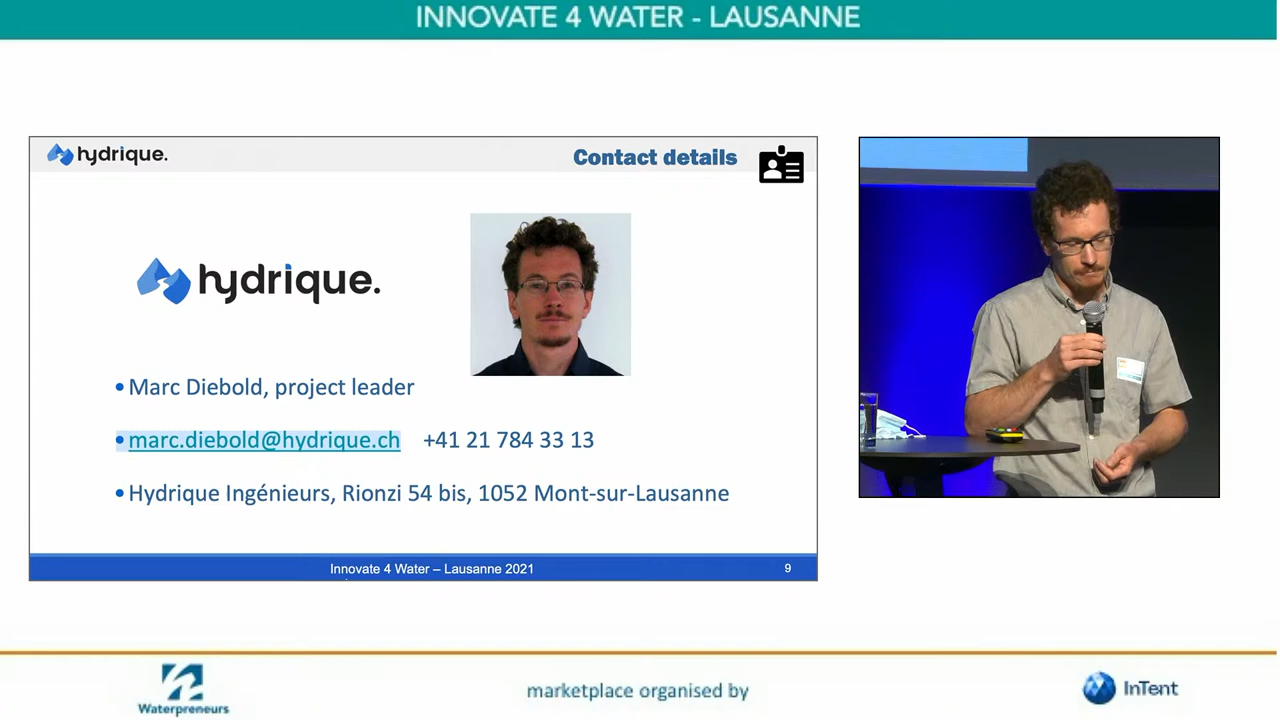 INNOVATE 4 WATER - LAUSANNE
hydrique.
Contact details
hydrique.
• Marc Diebold, project leader
• marc.diebold@hydrique.ch +41 21 784 33 13
• Hydrique Ingénieurs, Rionzi 54 bis, 1052 Mont-sur-Lausanne
Innovate 4 Water – Lausanne 2021
9
Waterpreneurs
marketplace organised by
InTent